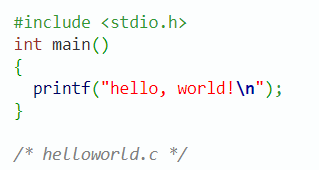 #include <stdio.h>
int main()
{
  printf("hello, world!\n");
}

/* helloworld.c */